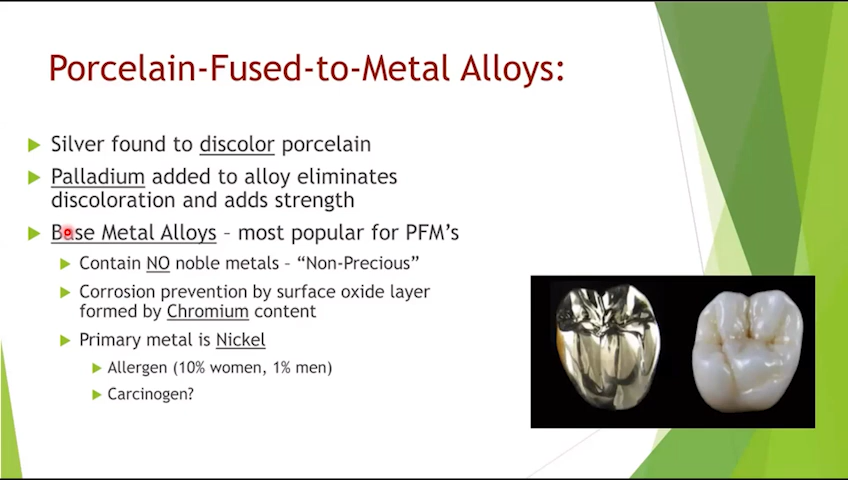 Porcelain-Fused-to-Metal Alloys:
Silver found to discolor porcelain
Palladium added to alloy eliminates
discoloration and adds strength
Base Metal Alloys – most popular for PFM's
Contain NO noble metals – "Non-Precious"
Corrosion prevention by surface oxide layer
formed by Chromium content
Primary metal is Nickel
Allergen (10% women, 1% men)
Carcinogen?